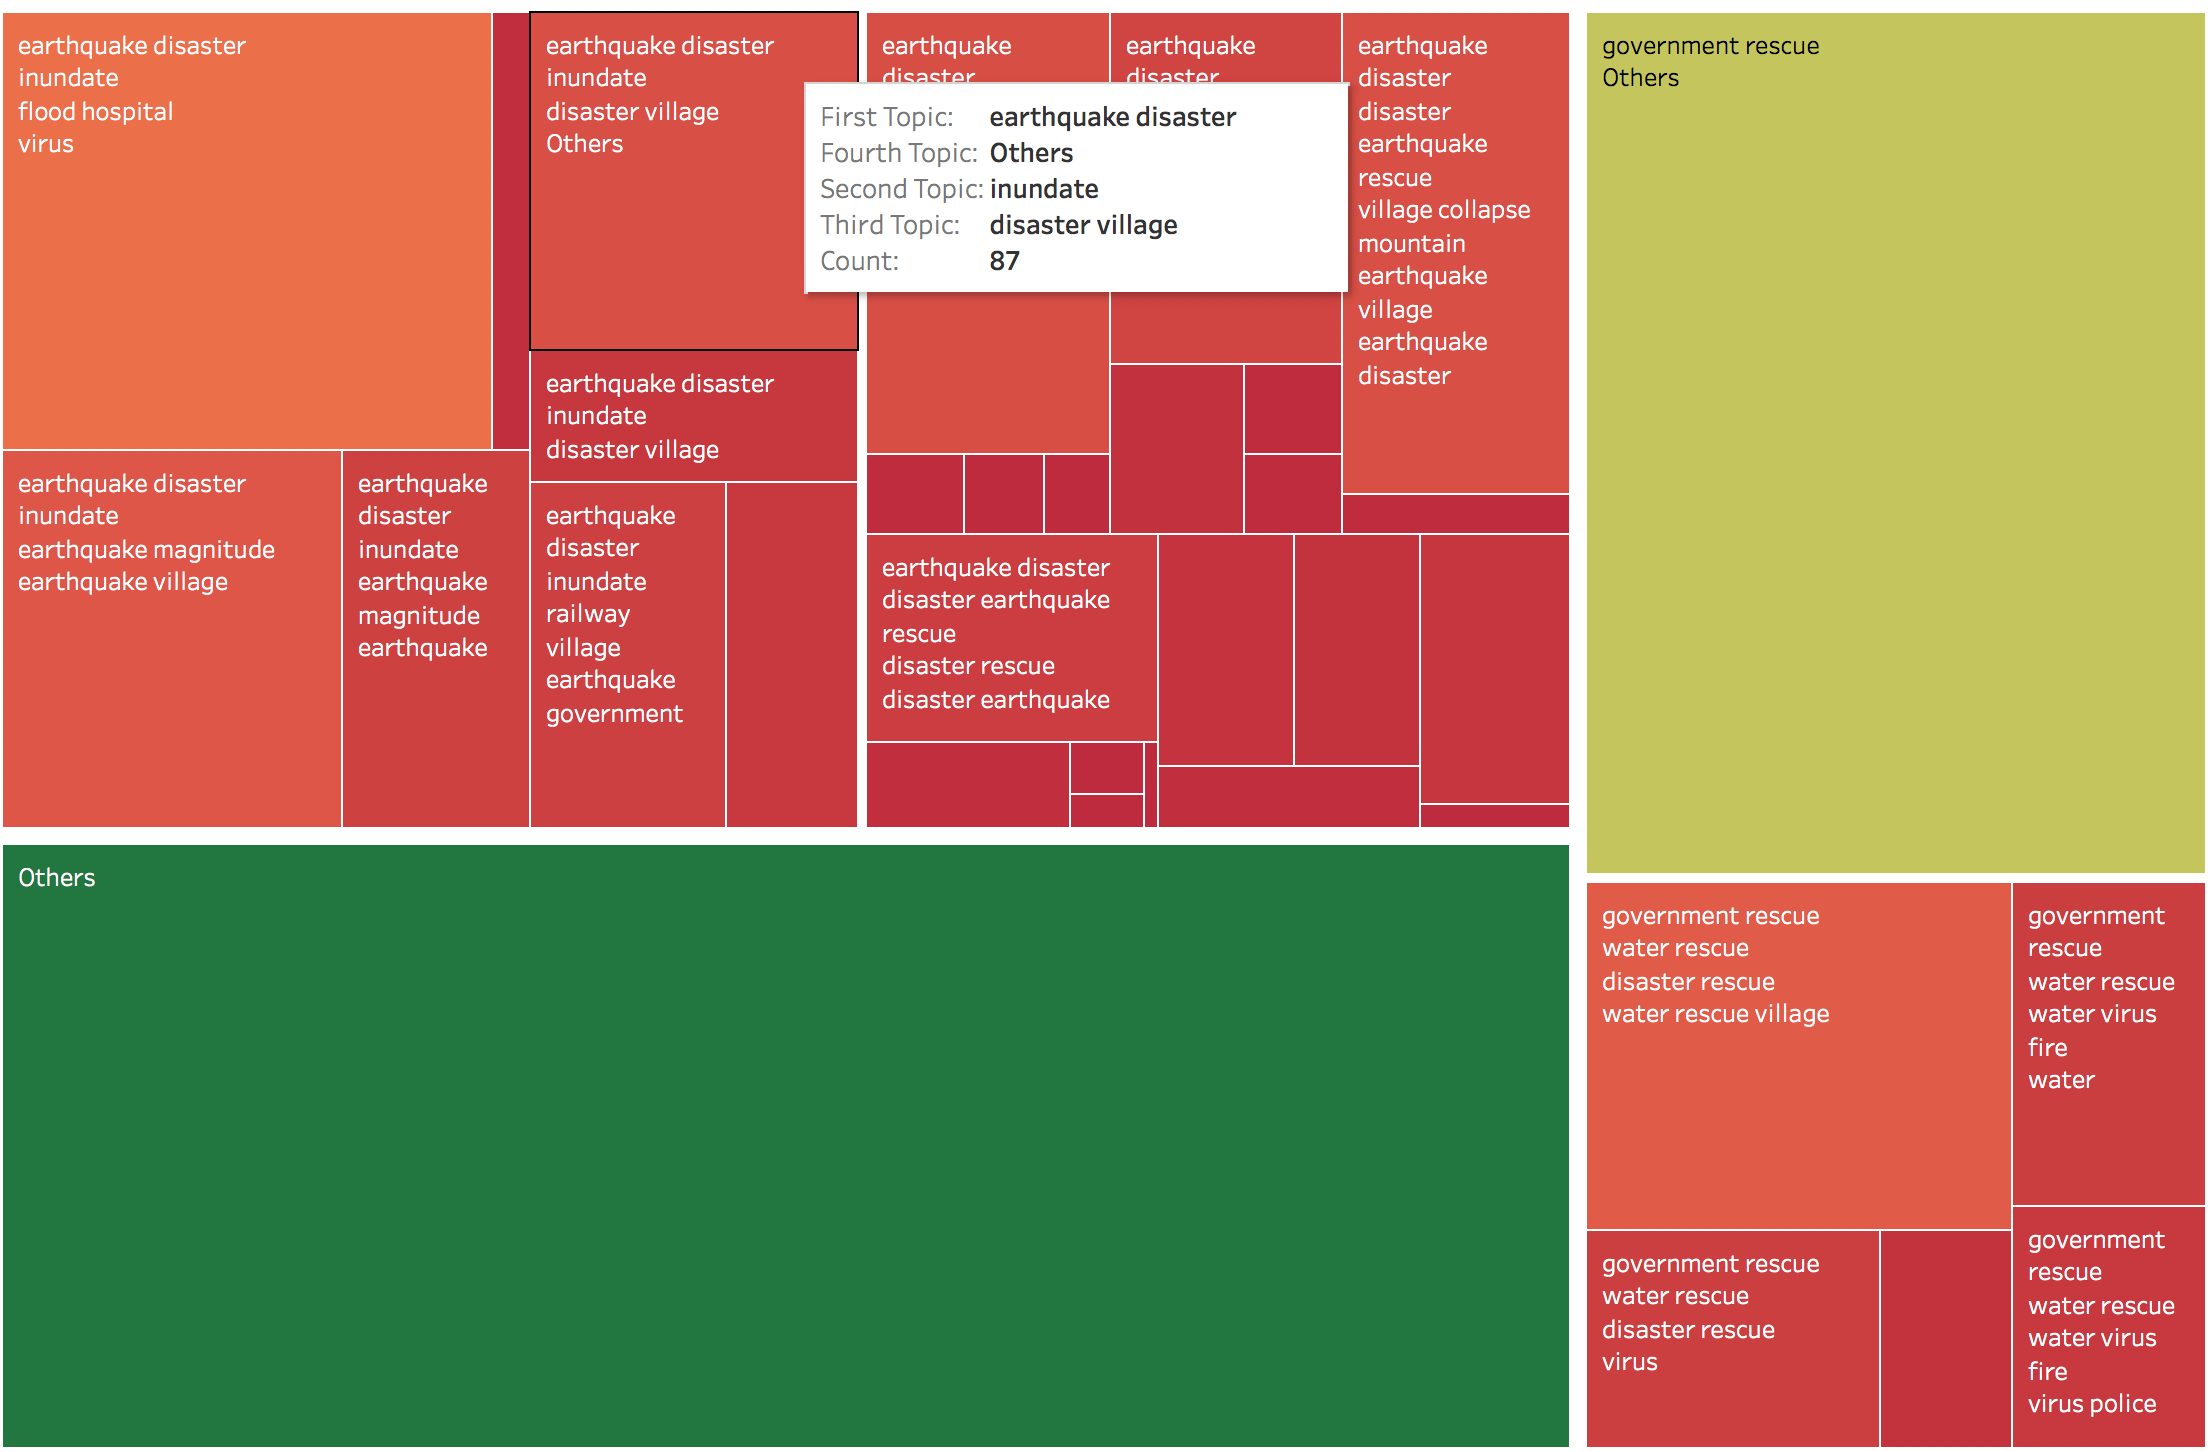 earthquake disaster
inundate
flood hospital
virus
earthquake disaster
inundate
disaster village
Others
earthquake
disaster
earthquake
disaster
earthquake
disaster
disaster
earthquake
rescue
village collapse
mountain
earthquake
village
earthquake
disaster
First Topic: earthquake disaster
Fourth Topic: Others
Second Topic: inundate
Third Topic: disaster village
Count: 87
government rescue
Others
earthquake disaster
inundate
disaster village
earthquake disaster
inundate
earthquake magnitude
earthquake village
earthquake
disaster
inundate
earthquake
magnitude
earthquake
earthquake
disaster
inundate
railway
village
earthquake
government
earthquake disaster
disaster earthquake
rescue
disaster rescue
disaster earthquake
Others
government rescue
water rescue
disaster rescue
water rescue village
government
rescue
water rescue
water virus
fire
water
government rescue
water rescue
disaster rescue
virus
government
rescue
water rescue
water virus
fire
virus police